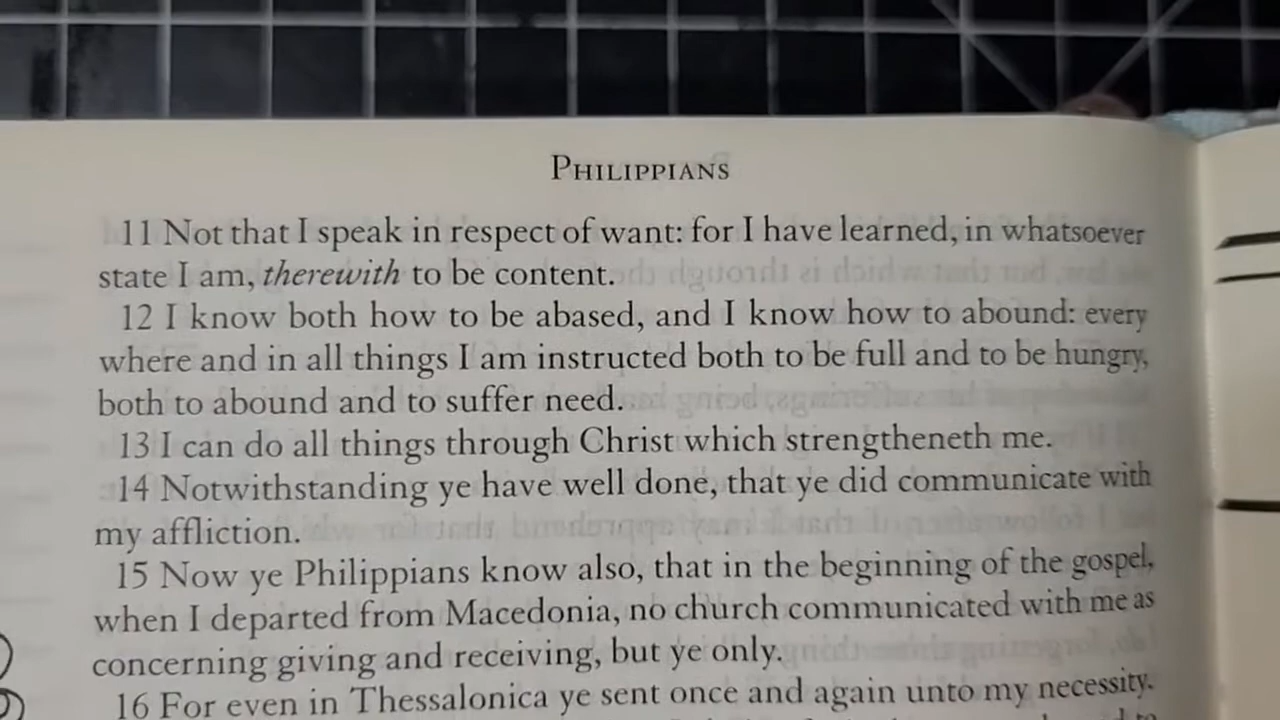 PHILIPPIANS
11 Not that I speak in respect of want: for I have learned, in whatsoever
state I am, therewith to be content.
12 I know both how to be abased, and I know how to abound: every
where and in all things I am instructed both to be full and to be hungry,
both to abound and to suffer need.
13 I can do all things through Christ which strengtheneth me.
14 Notwithstanding ye have well done, that ye did communicate with
my affliction.
15 Now ye Philippians know also, that in the beginning of the gospel,
when I departed from Macedonia, no church communicated with me as
concerning giving and receiving, but ye only.
16 For even in Thessalonica ye sent once and again unto my necessity.